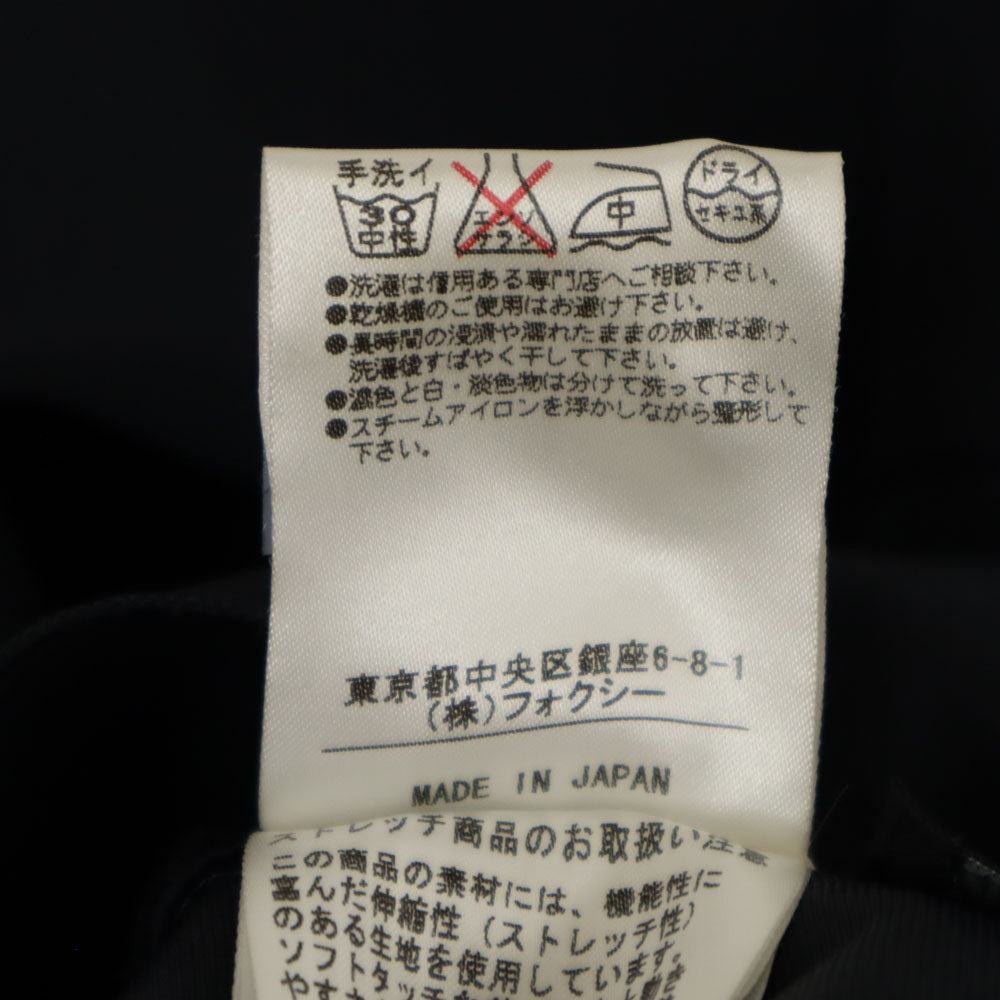 手洗イ
30
中性
エンソ
サラシ
中
ドライ
セキユ系
●洗濯は信用ある専門店へご相談下さい。
●乾燥機のご使用はお避け下さい。
●長時間の浸漬や濡れたままの放置は避け、
洗濯後すばやく干して下さい。
●濃色と白・淡色物は分けて洗って下さい。
●スチームアイロンを浮かしながら整形して
下さい。
東京都中央区銀座6-8-1
(株)フォクシー
MADE IN JAPAN
ストレッチ商品のお取扱い注意
この商品の素材には、機能性に
富んだ伸縮性(ストレッチ性)
のある生地を使用しています。
ソフトタッチ